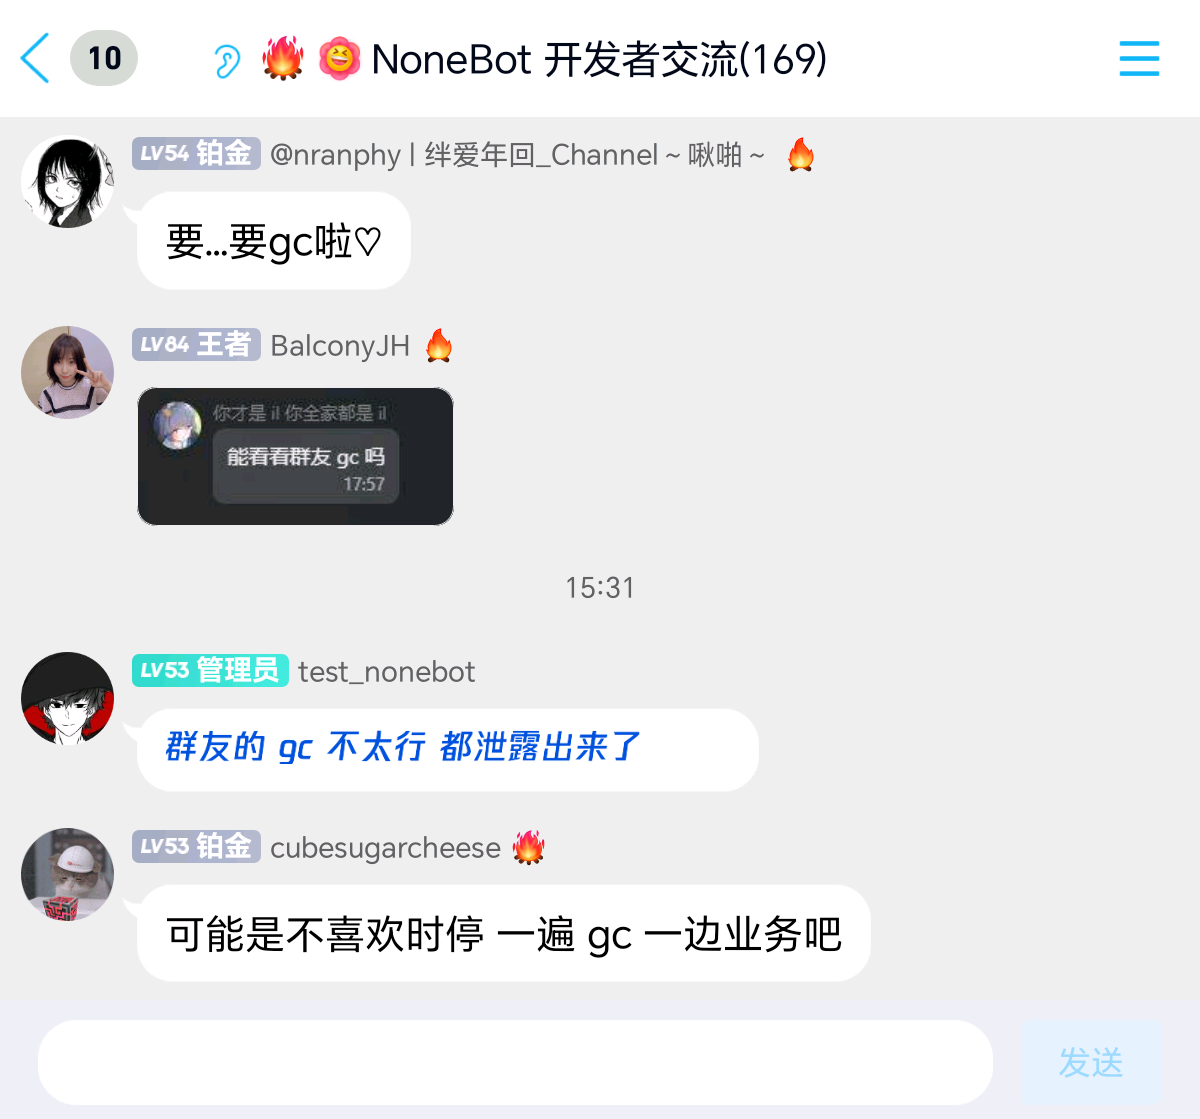 10
NoneBot 开发者交流(169)
LV54 铂金 @nranphy | 绊爱年回_Channel ~ 啾啪 ~
要...要gc啦♡
LV84 王者 BalconyJH
你才是 il 你全家都是 il
能看看群友 gc 吗
17:57
15:31
LV53 管理员 test_nonebot
群友的 gc 不太行 都泄露出来了
LV53 铂金 cubesugarcheese
可能是不喜欢时停 一遍 gc 一边业务吧
发送